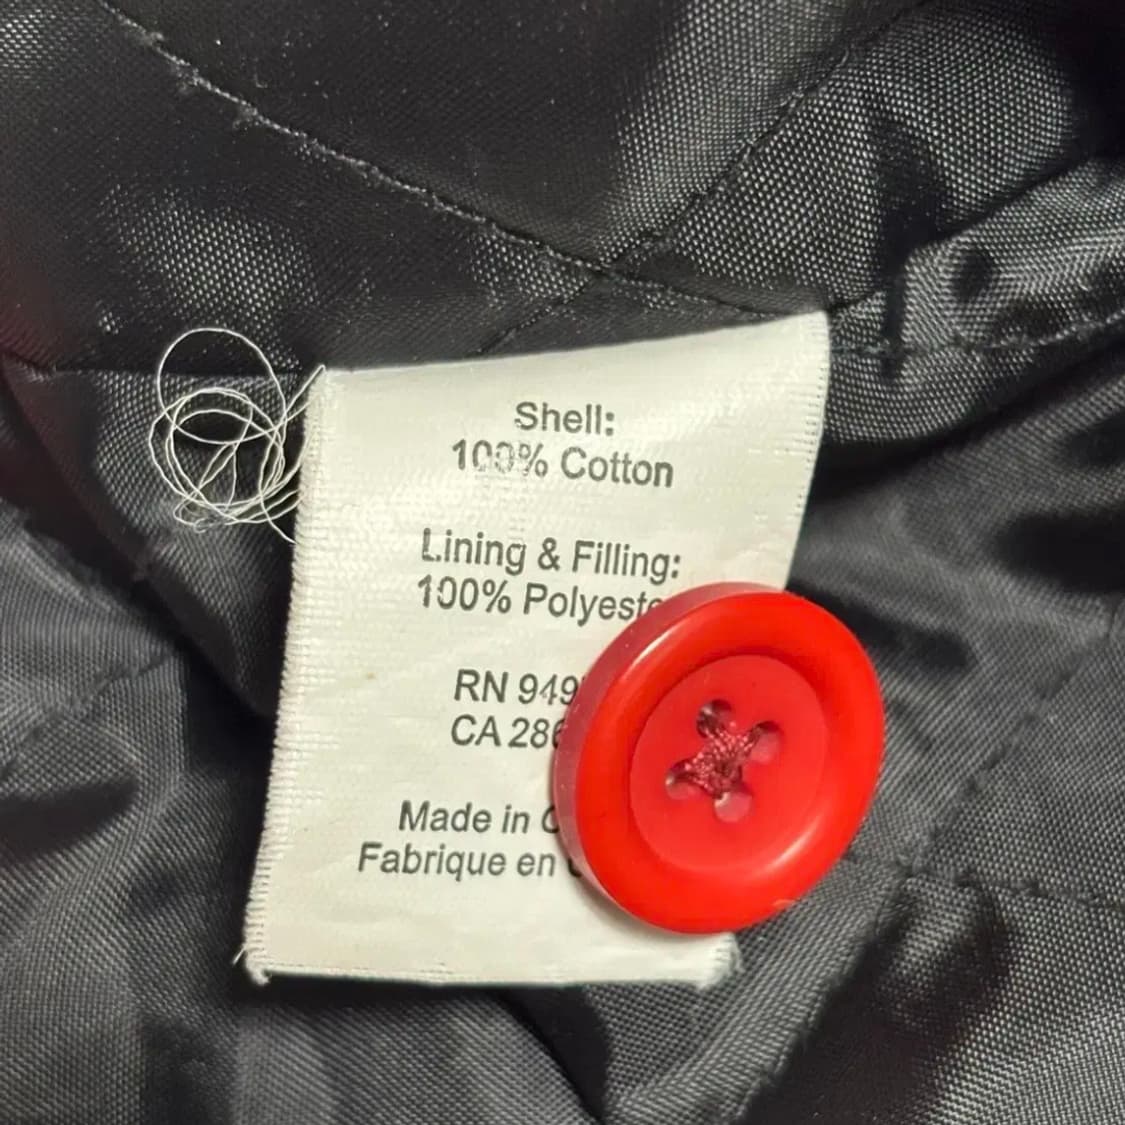 Shell:
100% Cotton
Lining & Filling:
100% Polyeste
RN 949
CA 286
Made in C
Fabrique en